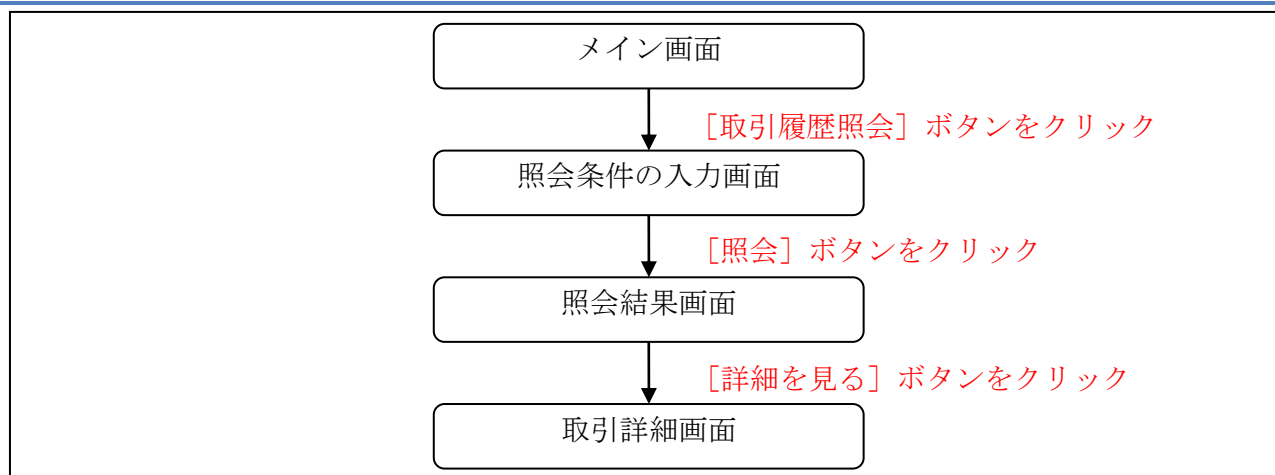 メイン画面
［取引履歴照会］ボタンをクリック
照会条件の入力画面
［照会］ボタンをクリック
照会結果画面
［詳細を見る］ボタンをクリック
取引詳細画面